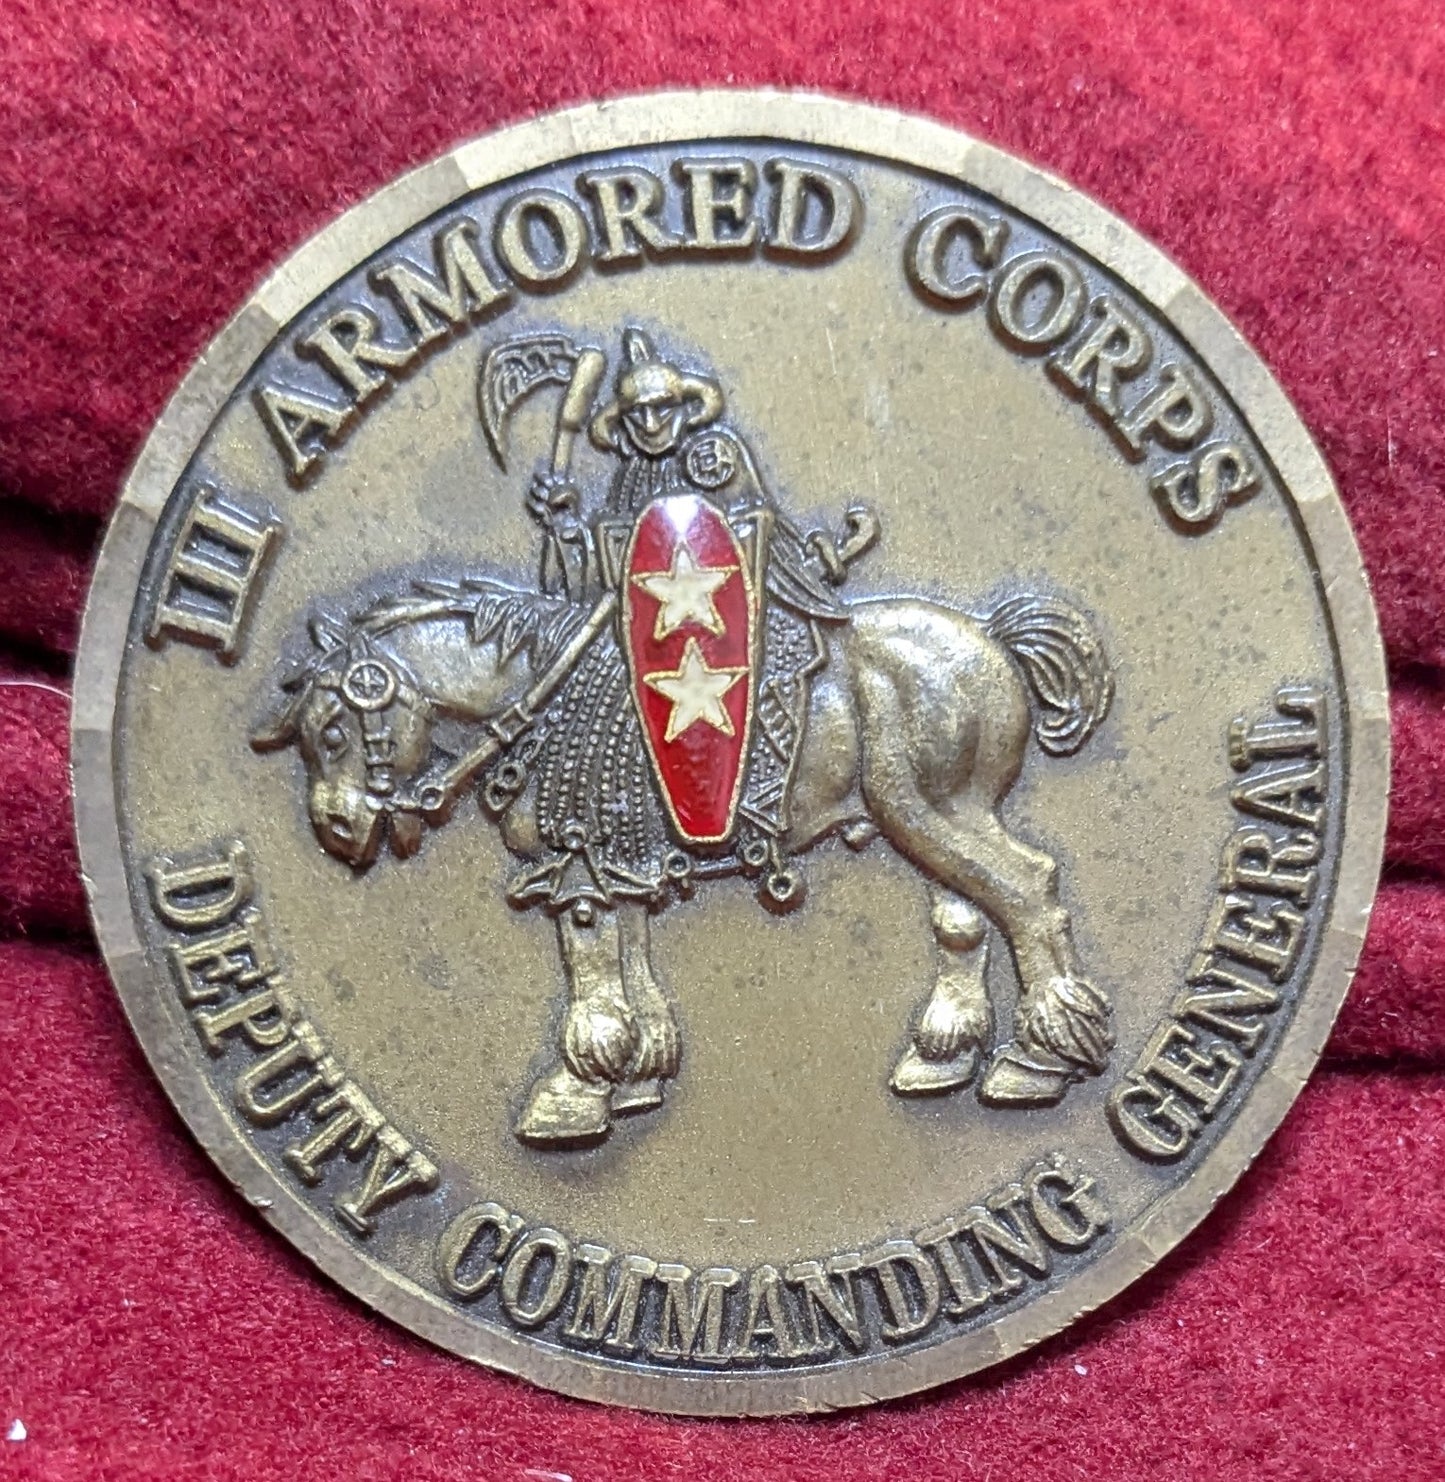 III ARMORED CORPS
DEPUTY COMMANDING GENERAL